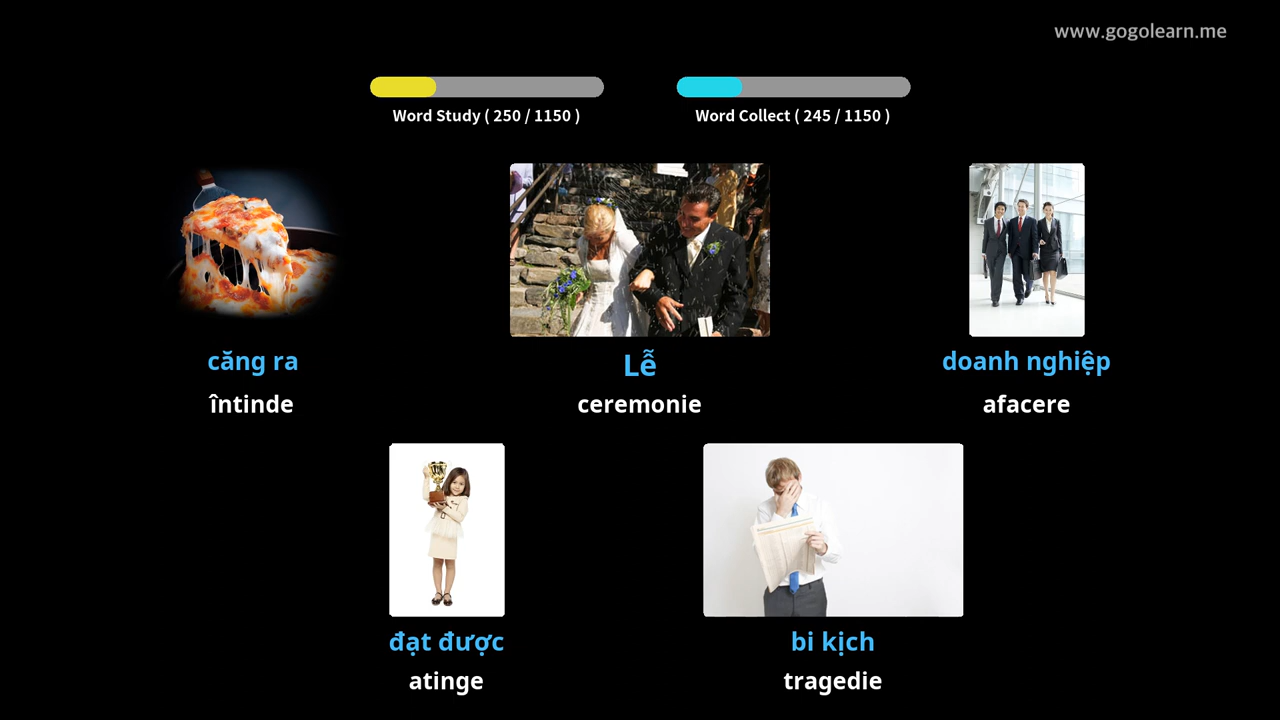 www.gogolearn.me
Word Study ( 250 / 1150 )
Word Collect ( 245 / 1150 )
căng ra
întinde
Lễ
ceremonie
doanh nghiệp
afacere
đạt được
atinge
bi kịch
tragedie